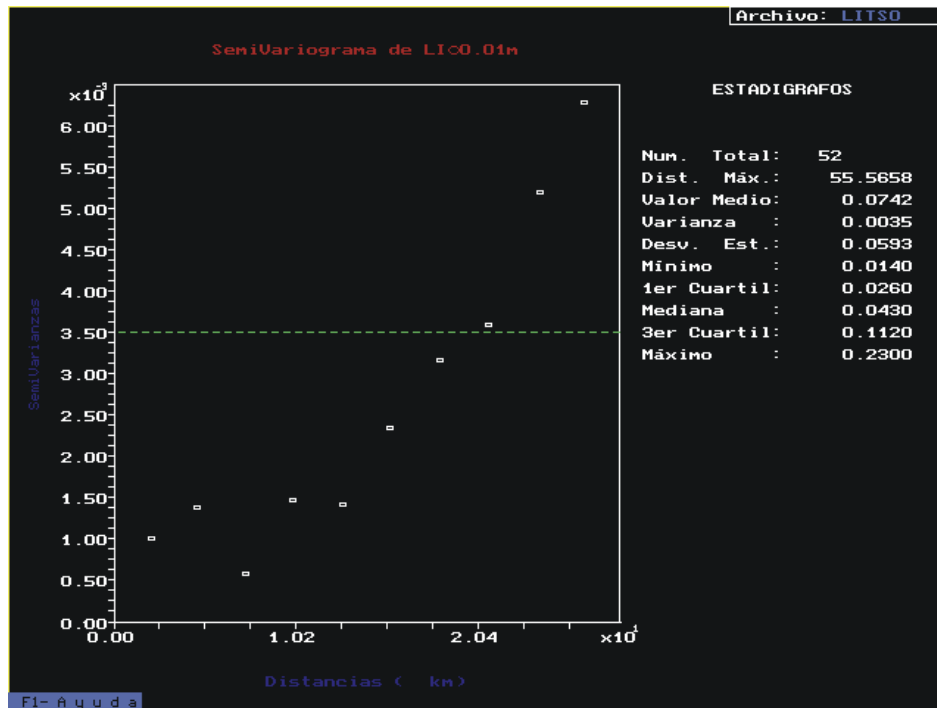 Archivo: LITSO
SemiVariograma de LI○0.01m
x10⁻³
6.00
5.50
5.00
4.50
4.00
3.50
3.00
2.50
2.00
1.50
1.00
0.50
0.00
SemiVarianzas
0.00 1.02 2.04 x10¹
Distancias ( km)
ESTADIGRAFOS
Num. Total: 52
Dist. Máx.: 55.5658
Valor Medio: 0.0742
Varianza : 0.0035
Desv. Est.: 0.0593
Mínimo : 0.0140
1er Cuartil: 0.0260
Mediana : 0.0430
3er Cuartil: 0.1120
Máximo : 0.2300
F1- A y u d a